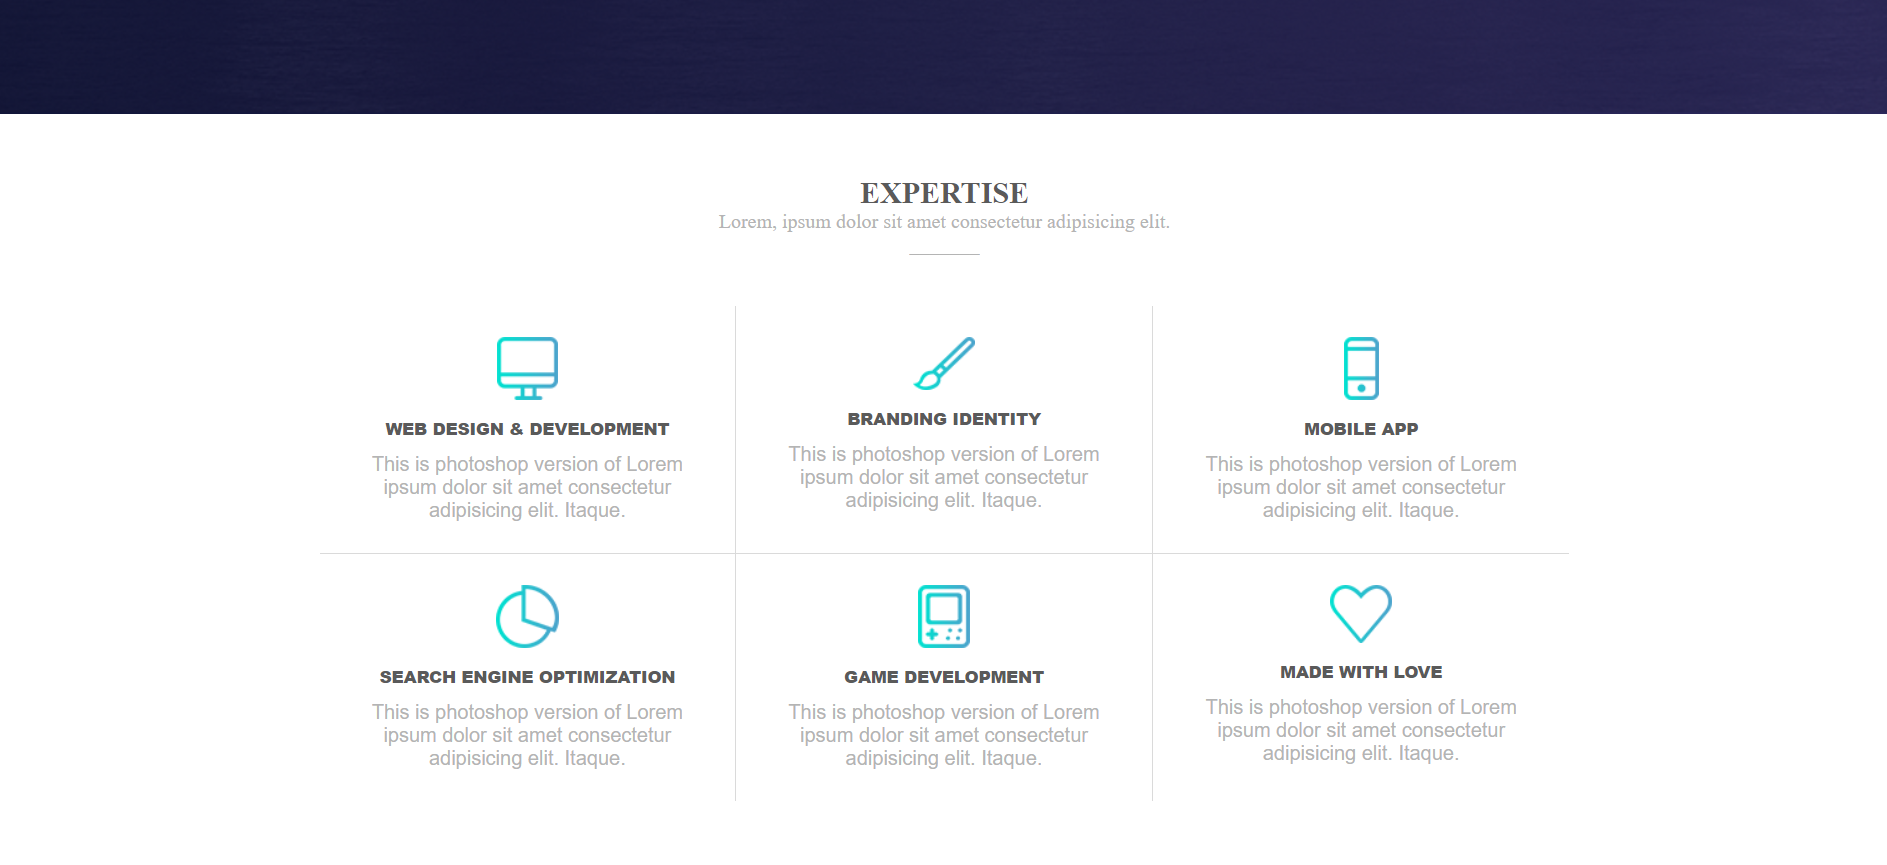 EXPERTISE
Lorem, ipsum dolor sit amet consectetur adipisicing elit.
WEB DESIGN & DEVELOPMENT
This is photoshop version of Lorem
ipsum dolor sit amet consectetur
adipisicing elit. Itaque.
BRANDING IDENTITY
This is photoshop version of Lorem
ipsum dolor sit amet consectetur
adipisicing elit. Itaque.
MOBILE APP
This is photoshop version of Lorem
ipsum dolor sit amet consectetur
adipisicing elit. Itaque.
SEARCH ENGINE OPTIMIZATION
This is photoshop version of Lorem
ipsum dolor sit amet consectetur
adipisicing elit. Itaque.
GAME DEVELOPMENT
This is photoshop version of Lorem
ipsum dolor sit amet consectetur
adipisicing elit. Itaque.
MADE WITH LOVE
This is photoshop version of Lorem
ipsum dolor sit amet consectetur
adipisicing elit. Itaque.